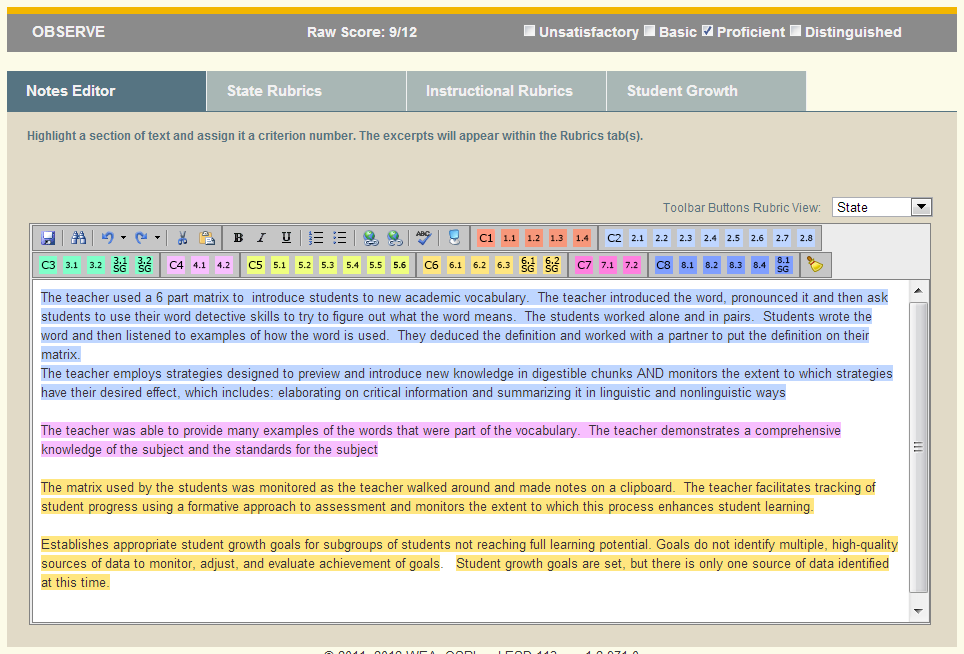 OBSERVE Raw Score: 9/12 Unsatisfactory Basic Proficient Distinguished
Notes Editor State Rubrics Instructional Rubrics Student Growth
Highlight a section of text and assign it a criterion number. The excerpts will appear within the Rubrics tab(s).
Toolbar Buttons Rubric View: State
B I U ABC C1 1.1 1.2 1.3 1.4 C2 2.1 2.2 2.3 2.4 2.5 2.6 2.7 2.8
C3 3.1 3.2 3.1 SG 3.2 SG C4 4.1 4.2 C5 5.1 5.2 5.3 5.4 5.5 5.6 C6 6.1 6.2 6.3 6.1 SG 6.2 SG C7 7.1 7.2 C8 8.1 8.2 8.3 8.4 8.1 SG
The teacher used a 6 part matrix to introduce students to new academic vocabulary. The teacher introduced the word, pronounced it and then ask
students to use their word detective skills to try to figure out what the word means. The students worked alone and in pairs. Students wrote the
word and then listened to examples of how the word is used. They deduced the definition and worked with a partner to put the definition on their
matrix.
The teacher employs strategies designed to preview and introduce new knowledge in digestible chunks AND monitors the extent to which strategies
have their desired effect, which includes: elaborating on critical information and summarizing it in linguistic and nonlinguistic ways
The teacher was able to provide many examples of the words that were part of the vocabulary. The teacher demonstrates a comprehensive
knowledge of the subject and the standards for the subject
The matrix used by the students was monitored as the teacher walked around and made notes on a clipboard. The teacher facilitates tracking of
student progress using a formative approach to assessment and monitors the extent to which this process enhances student learning.
Establishes appropriate student growth goals for subgroups of students not reaching full learning potential. Goals do not identify multiple, high-quality
sources of data to monitor, adjust, and evaluate achievement of goals. Student growth goals are set, but there is only one source of data identified
at this time.